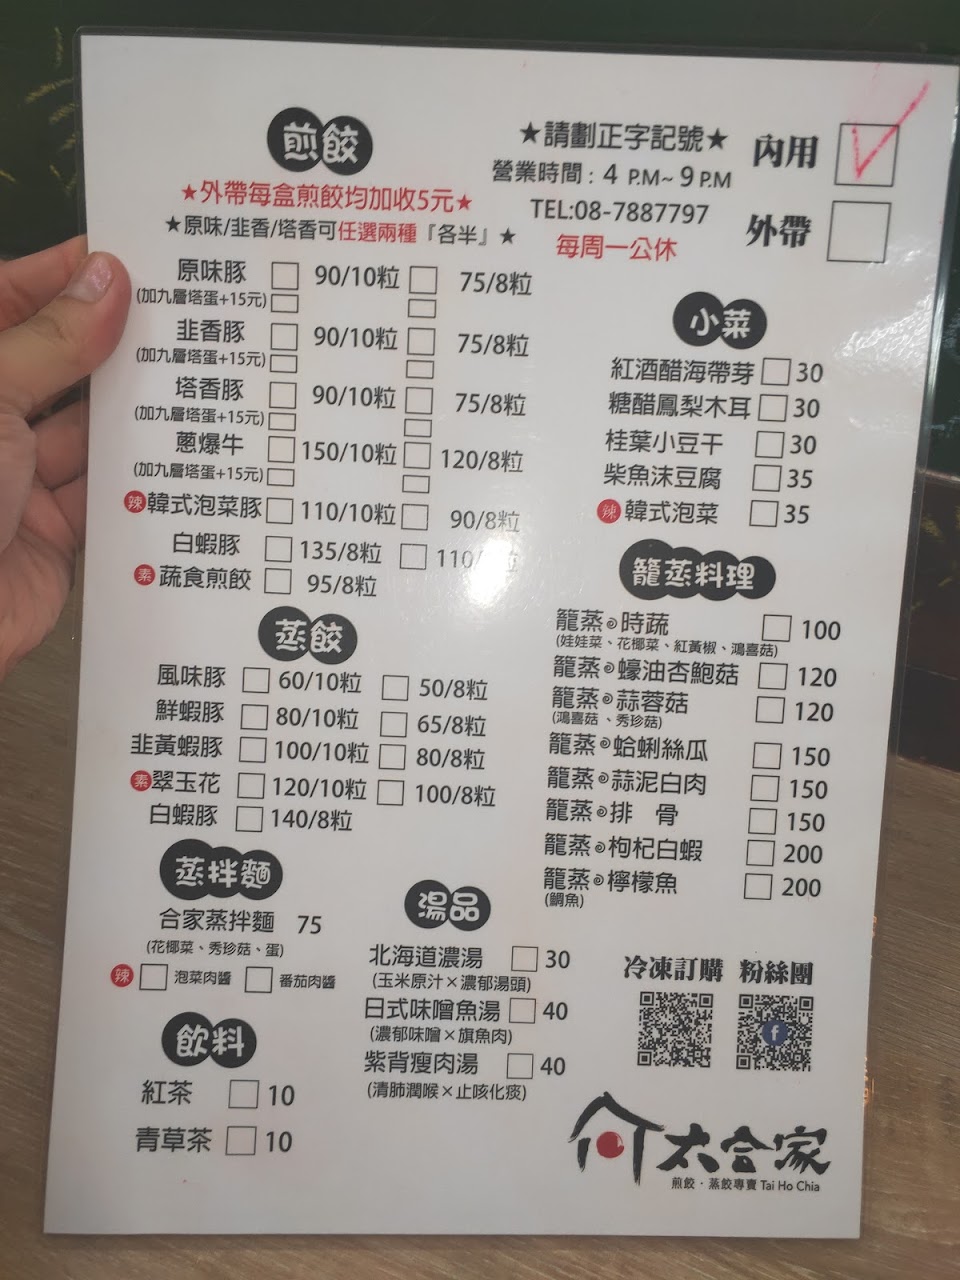 煎餃
★外帶每盒煎餃均加收5元★
★原味/韭香/塔香可任選兩種『各半』★
原味豚 90/10粒 75/8粒
(加九層塔蛋+15元)
韭香豚 90/10粒 75/8粒
(加九層塔蛋+15元)
塔香豚 90/10粒 75/8粒
(加九層塔蛋+15元)
蔥爆牛 150/10粒 120/8粒
(加九層塔蛋+15元)
辣 韓式泡菜豚 110/10粒 90/8粒
白蝦豚 135/8粒 110/
素 蔬食煎餃 95/8粒
蒸餃
風味豚 60/10粒 50/8粒
鮮蝦豚 80/10粒 65/8粒
韭黃蝦豚 100/10粒 80/8粒
素 翠玉花 120/10粒 100/8粒
白蝦豚 140/8粒
蒸拌麵
合家蒸拌麵 75
(花椰菜、秀珍菇、蛋)
辣 泡菜肉醬 番茄肉醬
飲料
紅茶 10
青草茶 10
湯品
北海道濃湯 30
(玉米原汁×濃郁湯頭)
日式味噌魚湯 40
(濃郁味噌×旗魚肉)
紫背瘦肉湯 40
(清肺潤喉×止咳化痰)
★請劃正字記號★
營業時間：4 P.M~ 9 P.M
TEL:08-7887797
每周一公休
內用
外帶
小菜
紅酒醋海帶芽 30
糖醋鳳梨木耳 30
桂葉小豆干 30
柴魚沫豆腐 35
辣 韓式泡菜 35
籠蒸料理
籠蒸๑時蔬 100
(娃娃菜、花椰菜、紅黃椒、鴻喜菇)
籠蒸๑蠔油杏鮑菇 120
籠蒸๑蒜蓉菇 120
(鴻喜菇、秀珍菇)
籠蒸๑蛤蜊絲瓜 150
籠蒸๑蒜泥白肉 150
籠蒸๑排 骨 150
籠蒸๑枸杞白蝦 200
籠蒸๑檸檬魚 200
(鯛魚)
冷凍訂購 粉絲團
f
太合家
煎餃·蒸餃專賣 Tai Ho Chia